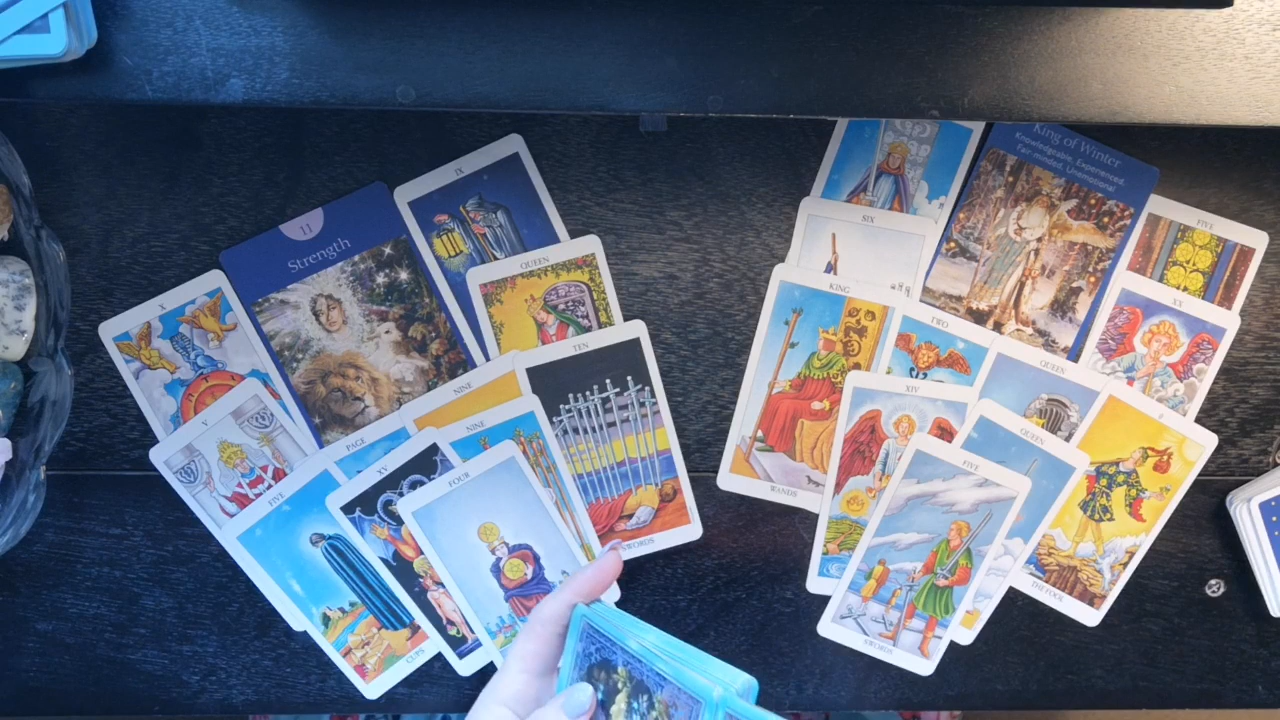 IX
11
Strength
QUEEN
X
TEN
NINE
NINE
V
PAGE
XV
FOUR
FIVE
SWORDS
CUPS
King of Winter
Knowledgeable, Experienced,
Fair-minded, Unemotional
SIX
FIVE
KING
XX
TWO
QUEEN
XIV
QUEEN
0
FIVE
WANDS
THE FOOL
SWORDS